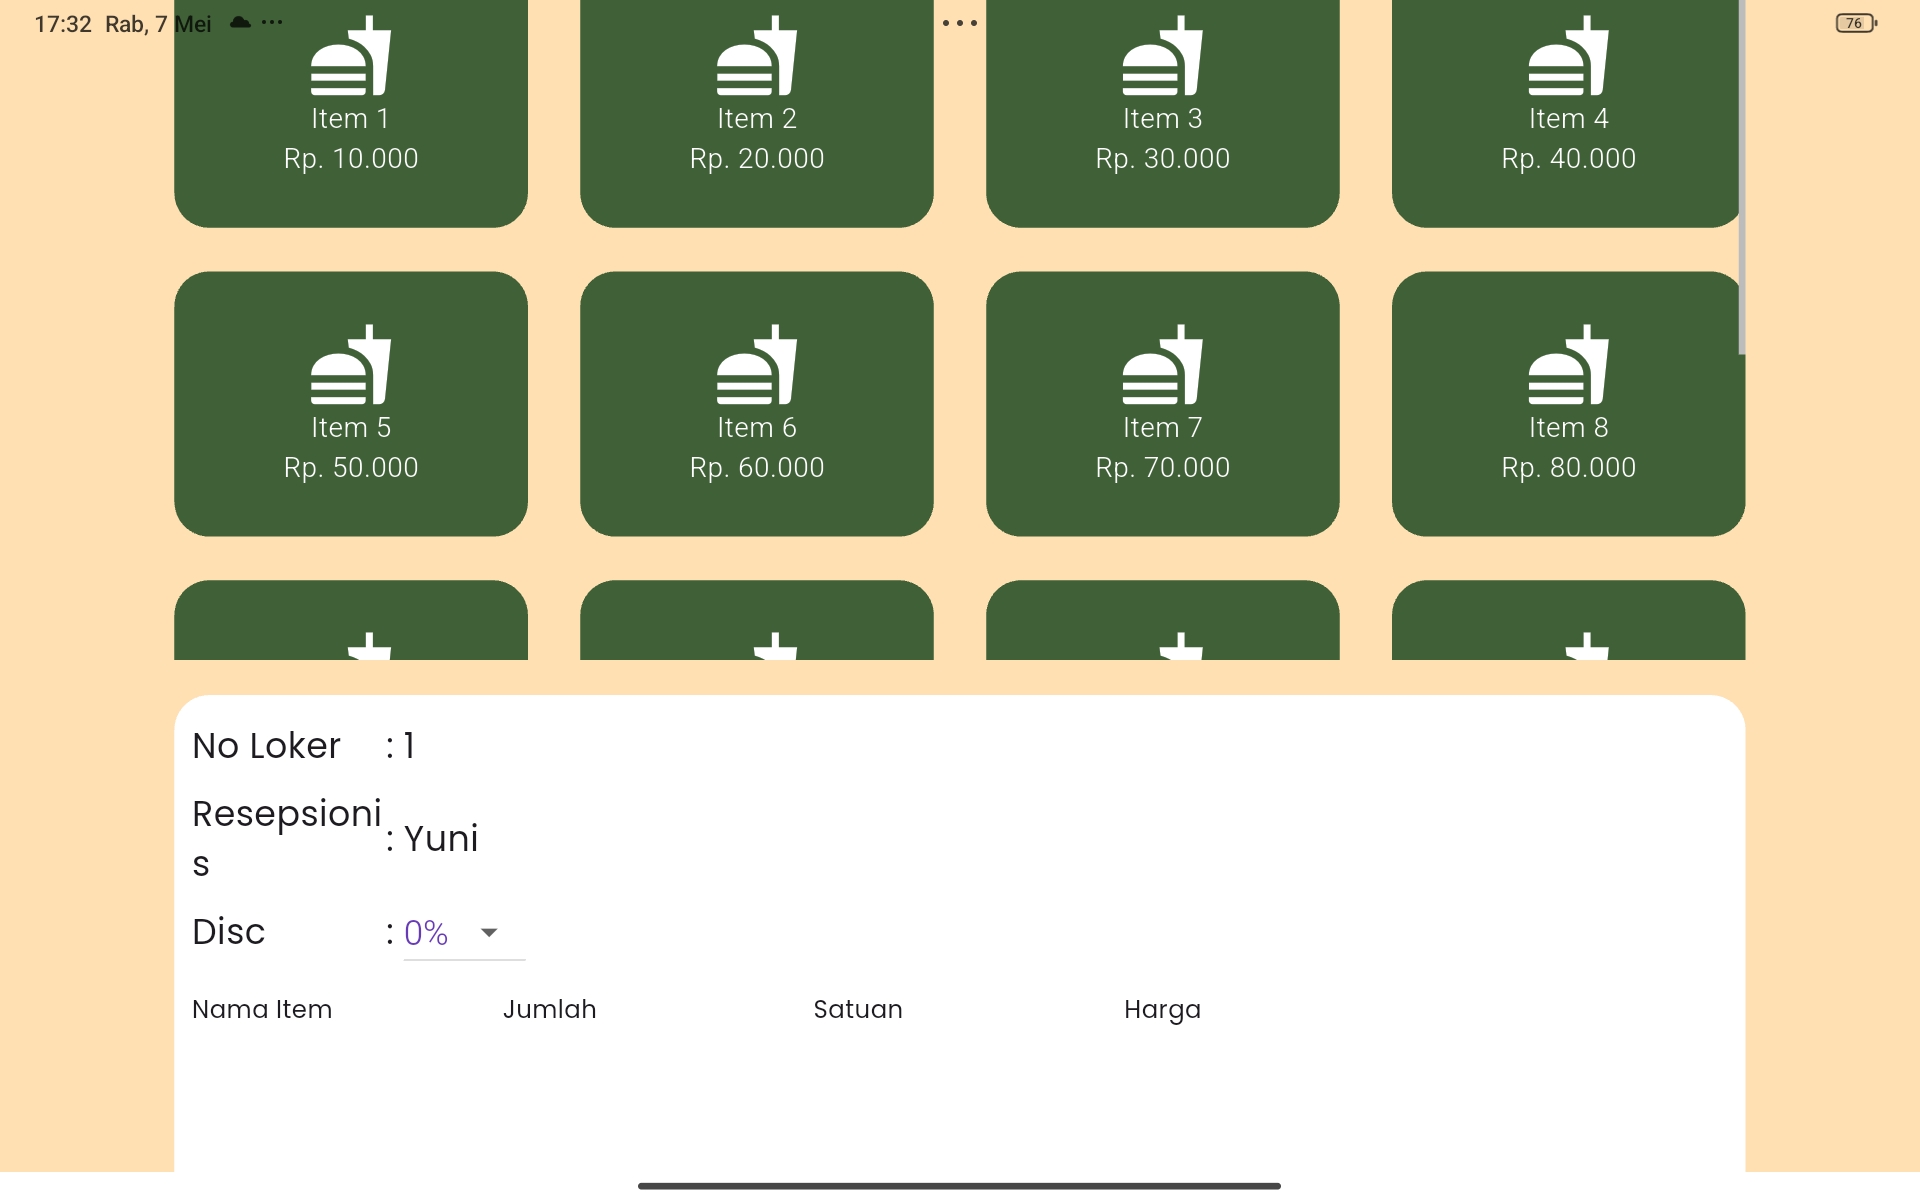 17:32 Rab, 7 Mei
76
Item 1 Item 2 Item 3 Item 4
Rp. 10.000 Rp. 20.000 Rp. 30.000 Rp. 40.000
Item 5 Item 6 Item 7 Item 8
Rp. 50.000 Rp. 60.000 Rp. 70.000 Rp. 80.000
No Loker : 1
Resepsioni
s : Yuni
Disc : 0%
Nama Item Jumlah Satuan Harga